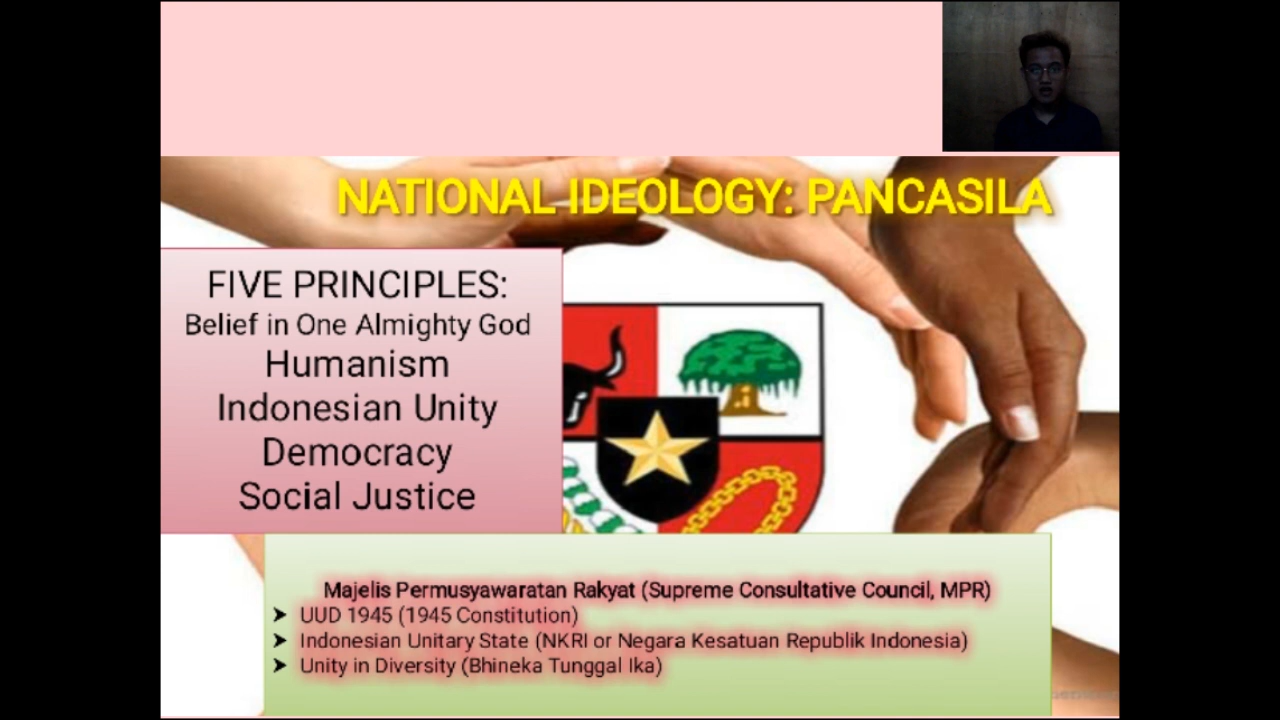 NATIONAL IDEOLOGY: PANCASILA
FIVE PRINCIPLES:
Belief in One Almighty God
Humanism
Indonesian Unity
Democracy
Social Justice
Majelis Permusyawaratan Rakyat (Supreme Consultative Council, MPR)
➤ UUD 1945 (1945 Constitution)
➤ Indonesian Unitary State (NKRI or Negara Kesatuan Republik Indonesia)
➤ Unity in Diversity (Bhineka Tunggal Ika)